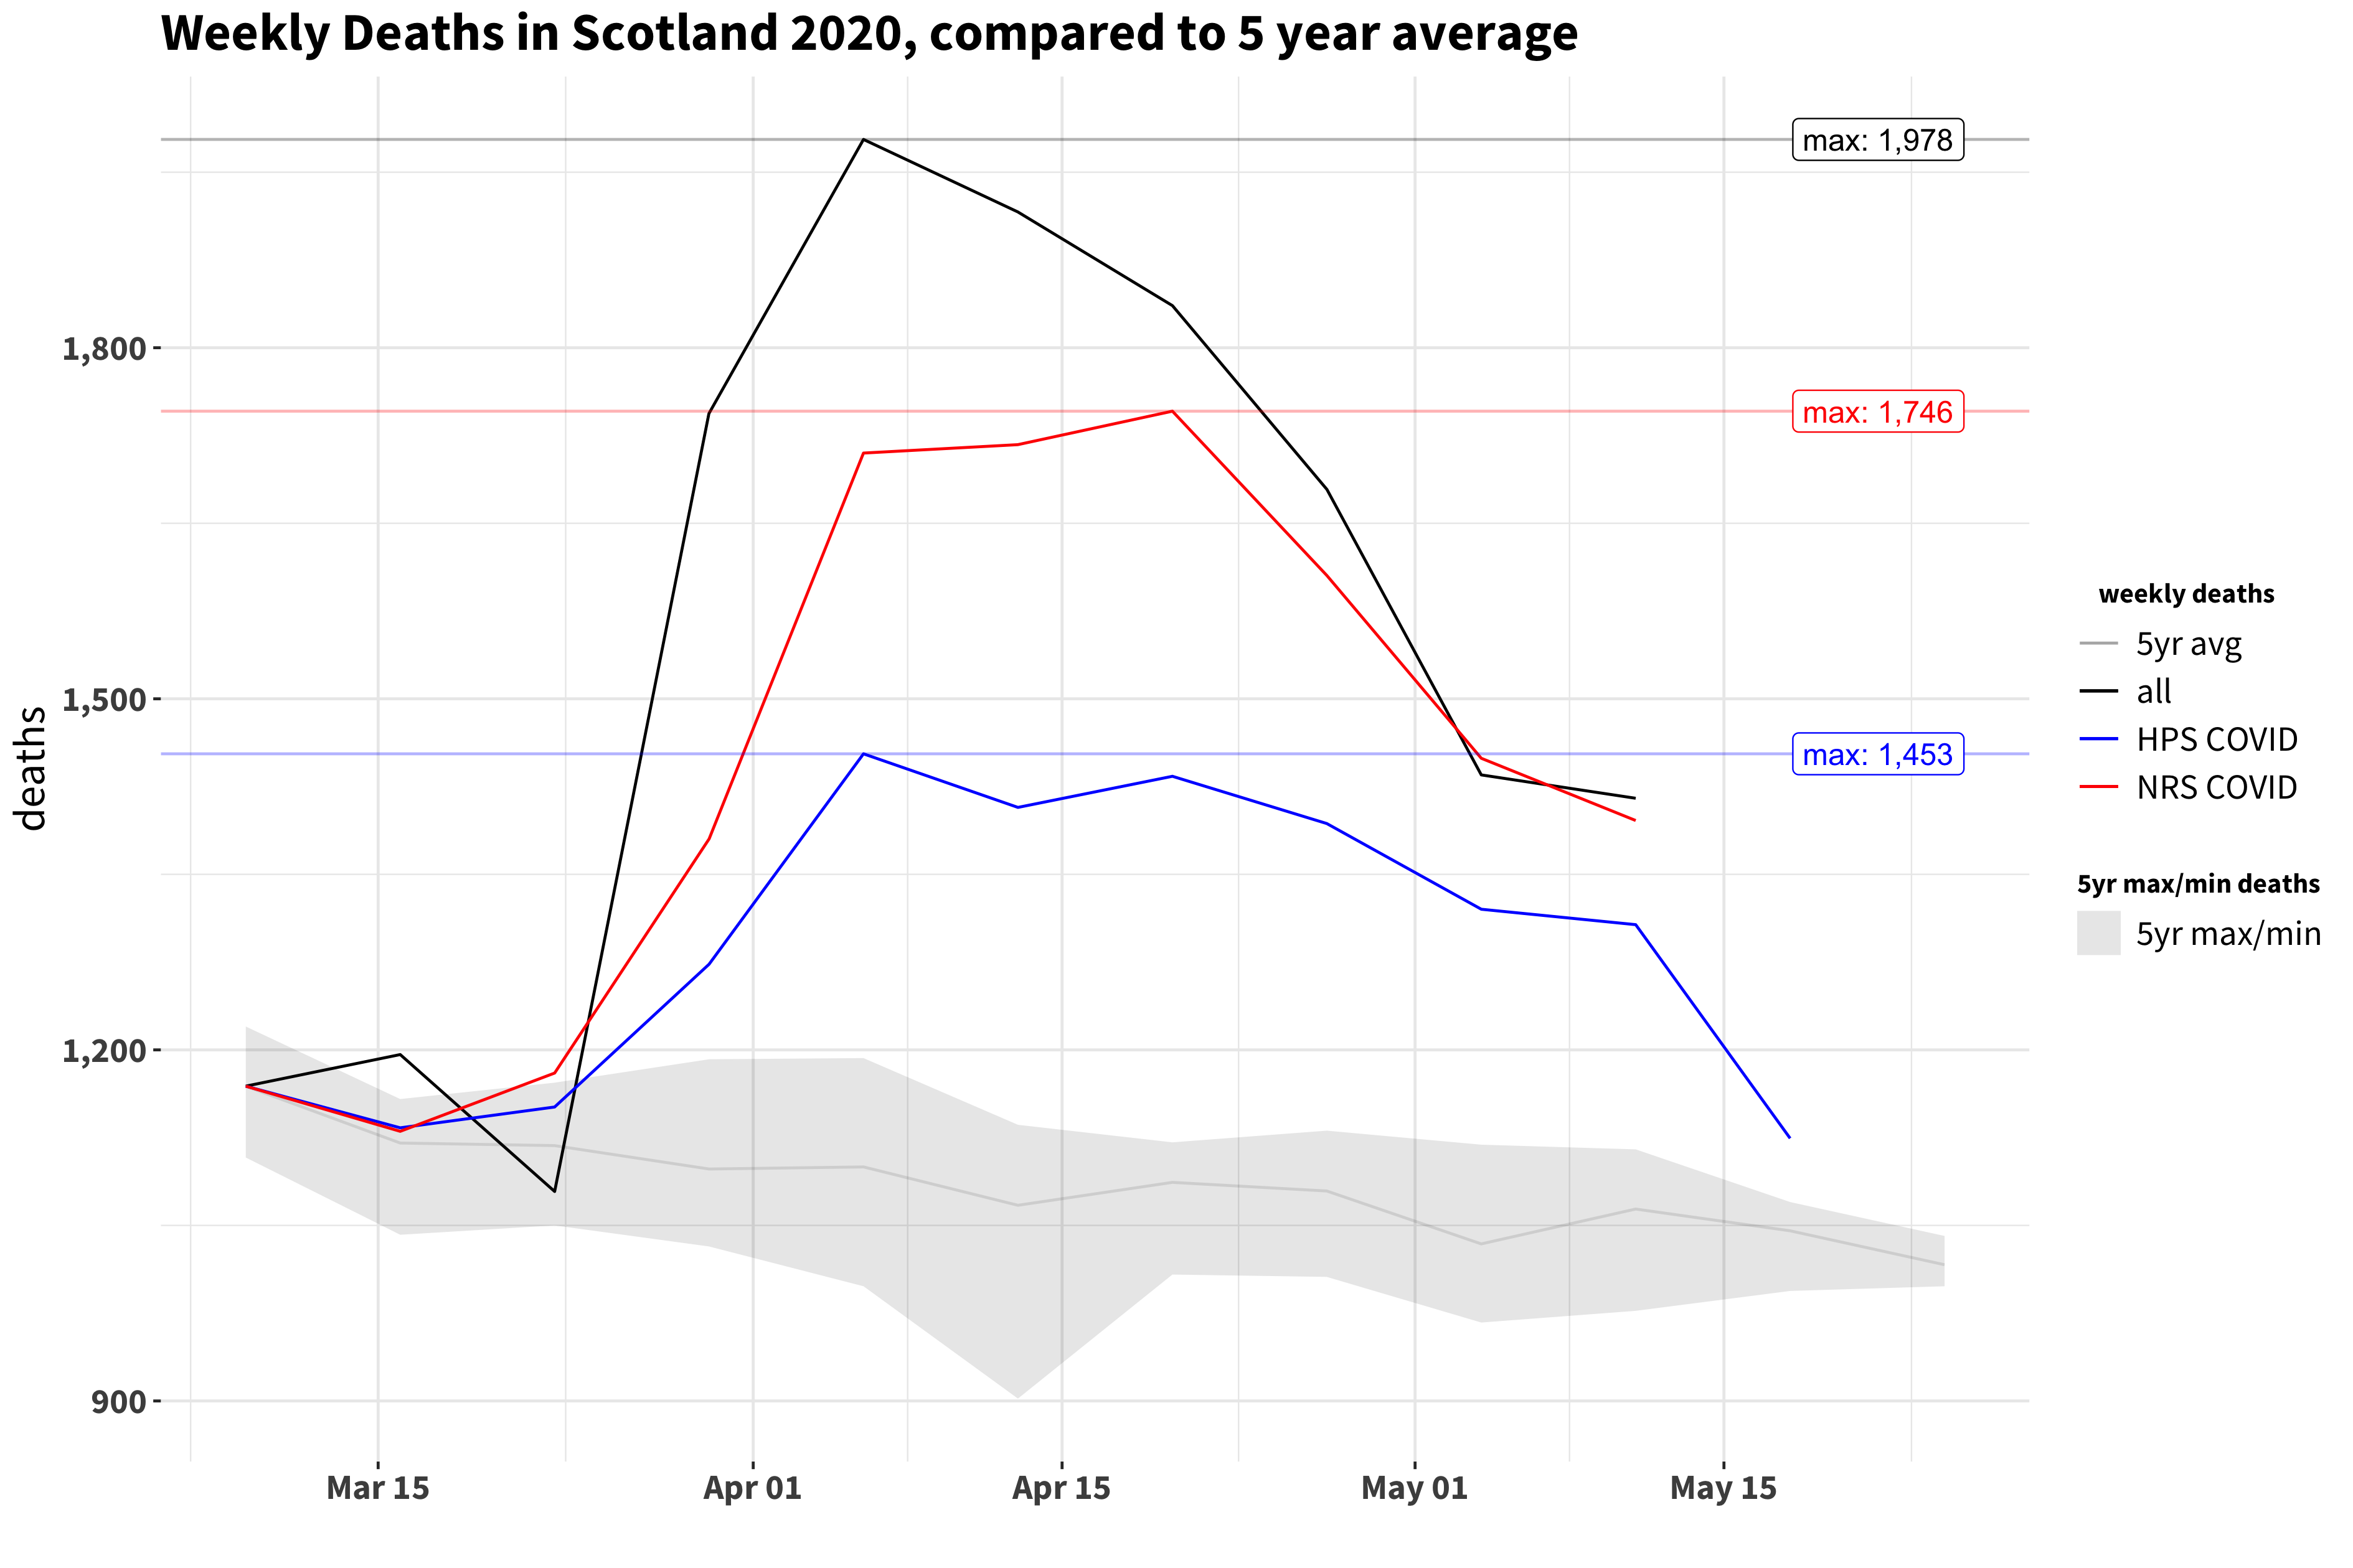 Weekly Deaths in Scotland 2020, compared to 5 year average
max: 1,978
1,800
max: 1,746
weekly deaths
5yr avg
all
HPS COVID
NRS COVID
1,500
deaths
max: 1,453
5yr max/min deaths
5yr max/min
1,200
900
Mar 15
Apr 01
Apr 15
May 01
May 15